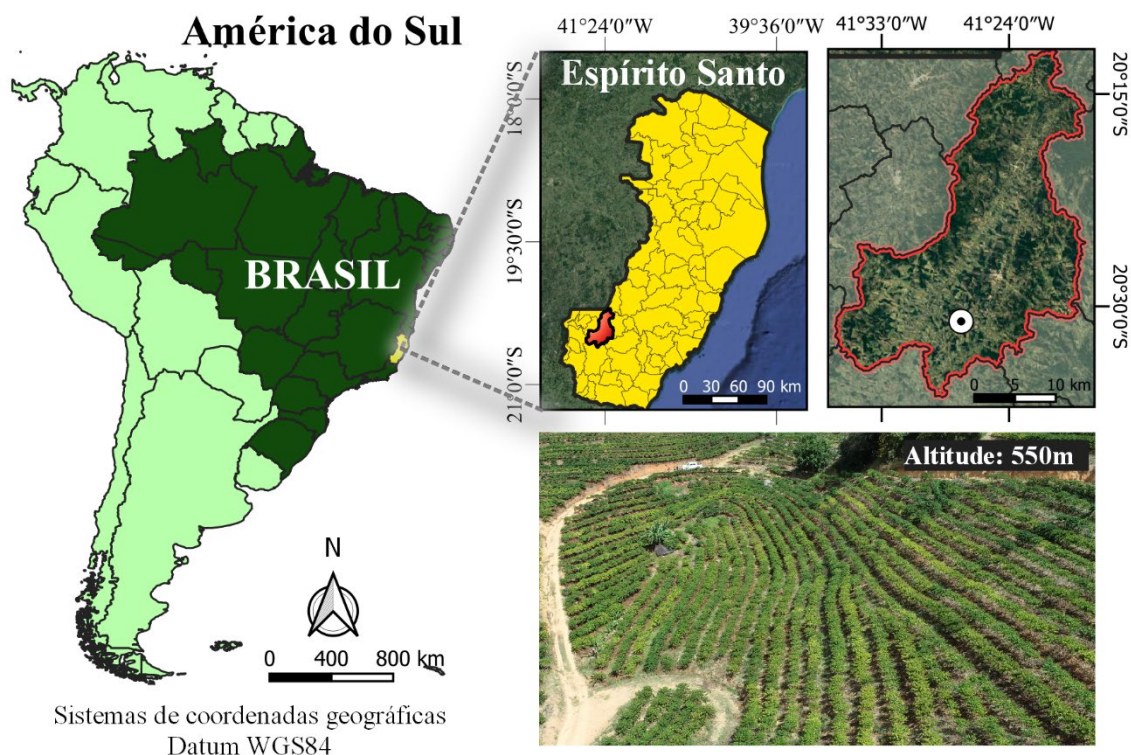 América do Sul
BRASIL
N
0 400 800 km
Sistemas de coordenadas geográficas
Datum WGS84
41°24'0"W 39°36'0"W
18°0'0"S
19°30'0"S
21°0'0"S
Espírito Santo
0 30 60 90 km
41°33'0"W 41°24'0"W
20°15'0"S
20°30'0"S
0 5 10 km
Altitude: 550m